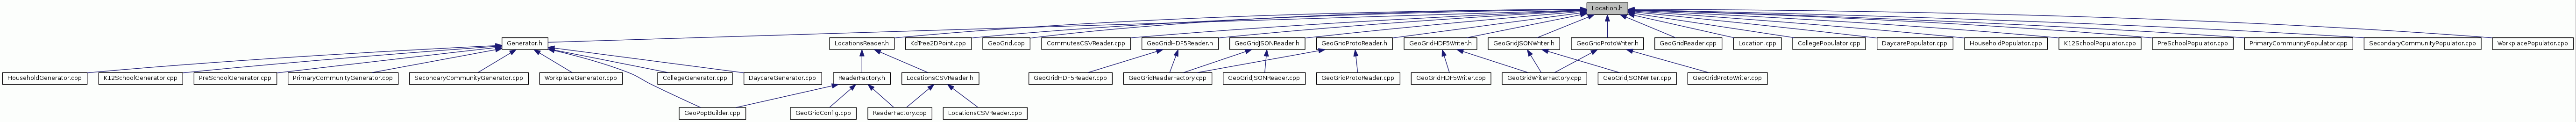 Location.h
Generator.h
LocationsReader.h
KdTree2DPoint.cpp
GeoGrid.cpp
CommutesCSVReader.cpp
GeoGridHDF5Reader.h
GeoGridJSONReader.h
GeoGridProtoReader.h
GeoGridHDF5Writer.h
GeoGridJSONWriter.h
GeoGridProtoWriter.h
GeoGridReader.cpp
Location.cpp
CollegePopulator.cpp
DaycarePopulator.cpp
HouseholdPopulator.cpp
K12SchoolPopulator.cpp
PreSchoolPopulator.cpp
PrimaryCommunityPopulator.cpp
SecondaryCommunityPopulator.cpp
WorkplacePopulator.cpp
HouseholdGenerator.cpp
K12SchoolGenerator.cpp
PreSchoolGenerator.cpp
PrimaryCommunityGenerator.cpp
SecondaryCommunityGenerator.cpp
WorkplaceGenerator.cpp
CollegeGenerator.cpp
DaycareGenerator.cpp
ReaderFactory.h
LocationsCSVReader.h
GeoGridHDF5Reader.cpp
GeoGridReaderFactory.cpp
GeoGridJSONReader.cpp
GeoGridProtoReader.cpp
GeoGridHDF5Writer.cpp
GeoGridWriterFactory.cpp
GeoGridJSONWriter.cpp
GeoGridProtoWriter.cpp
GeoPopBuilder.cpp
GeoGridConfig.cpp
ReaderFactory.cpp
LocationsCSVReader.cpp